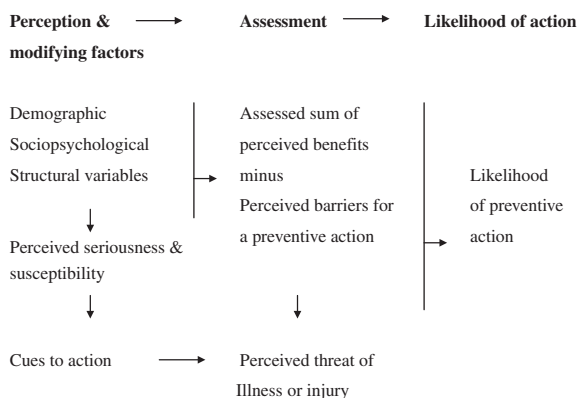 Perception &
modifying factors
Assessment
Likelihood of action
Demographic
Sociopsychological
Structural variables
Perceived seriousness &
susceptibility
Cues to action
Assessed sum of
perceived benefits
minus
Perceived barriers for
a preventive action
Perceived threat of
Illness or injury
Likelihood
of preventive
action